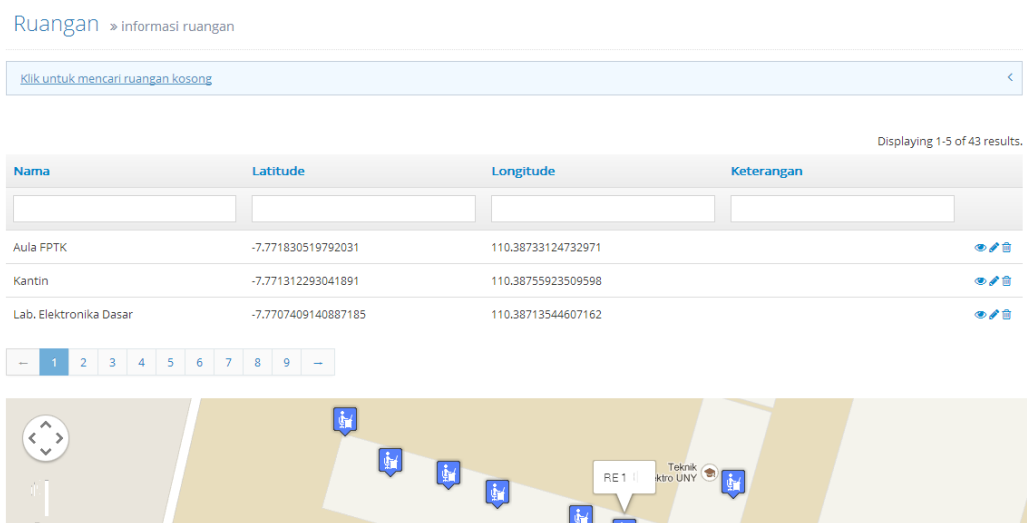 Ruangan » informasi ruangan
Klik untuk mencari ruangan kosong
Displaying 1-5 of 43 results.
Nama Latitude Longitude Keterangan
Aula FPTK -7.771830519792031 110.38733124732971
Kantin -7.771312293041891 110.38755923509598
Lab. Elektronika Dasar -7.7707409140887185 110.38713544607162
← 1 2 3 4 5 6 7 8 9 →
Teknik
RE1 ektro UNY